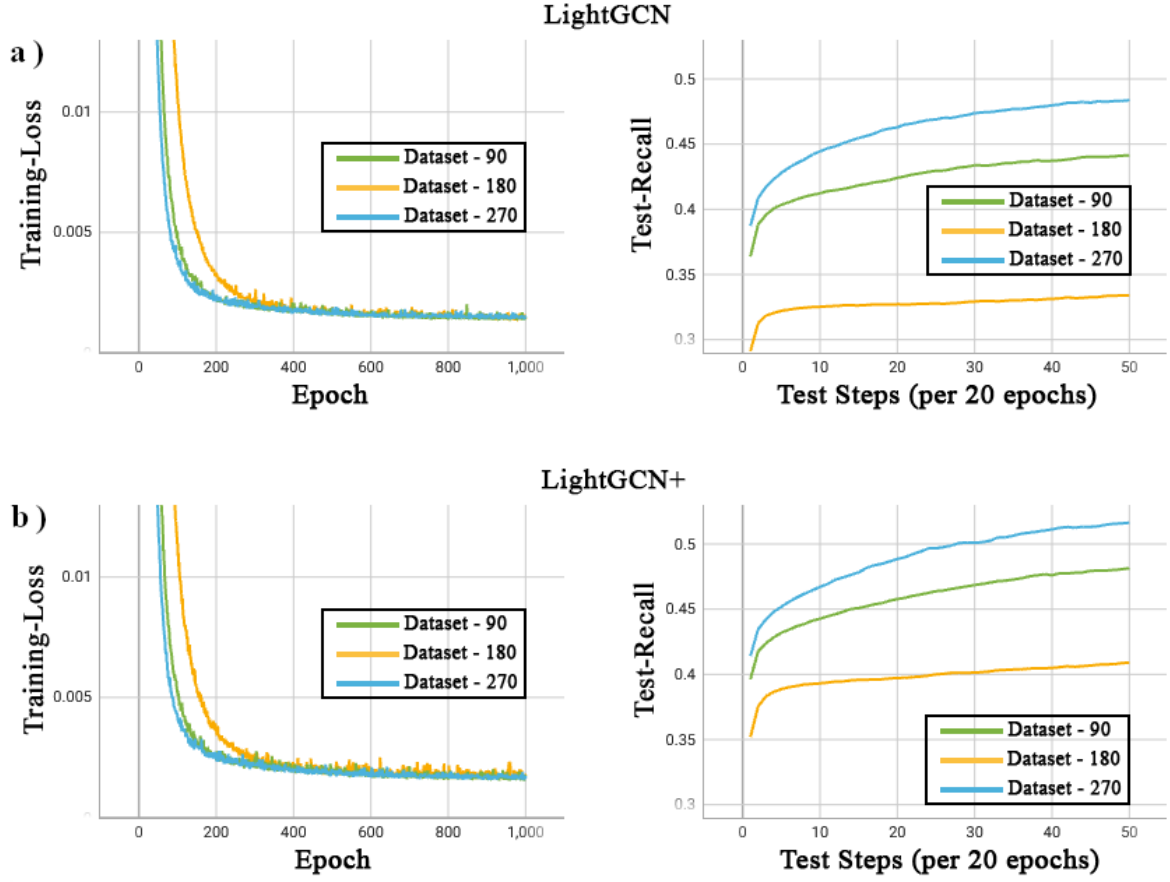 LightGCN
a )
Training-Loss
0.01
0.005
0
Dataset - 90
Dataset - 180
Dataset - 270
0 200 400 600 800 1,000
Epoch
Test-Recall
0.5
0.45
0.4
0.35
0.3
Dataset - 90
Dataset - 180
Dataset - 270
0 10 20 30 40 50
Test Steps (per 20 epochs)
LightGCN+
b )
Training-Loss
0.01
0.005
0
Dataset - 90
Dataset - 180
Dataset - 270
0 200 400 600 800 1,000
Epoch
Test-Recall
0.5
0.45
0.4
0.35
0.3
Dataset - 90
Dataset - 180
Dataset - 270
0 10 20 30 40 50
Test Steps (per 20 epochs)